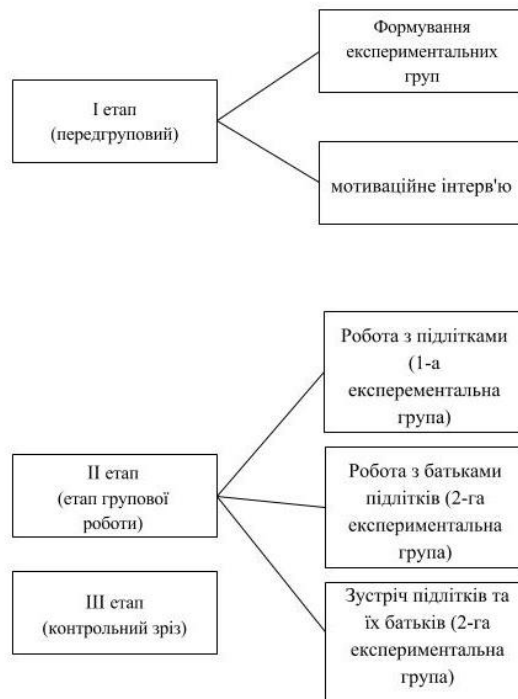 Формування
експериментальних
груп
І етап
(передгруповий)
мотиваційне інтерв'ю
Робота з підлітками
(1-а
експерементальна
група)
ІІ етап
(етап групової
роботи)
Робота з батьками
підлітків (2-га
експериментальна
група)
ІІІ етап
(контрольний зріз)
Зустріч підлітків та
їх батьків (2-га
експериментальна
група)